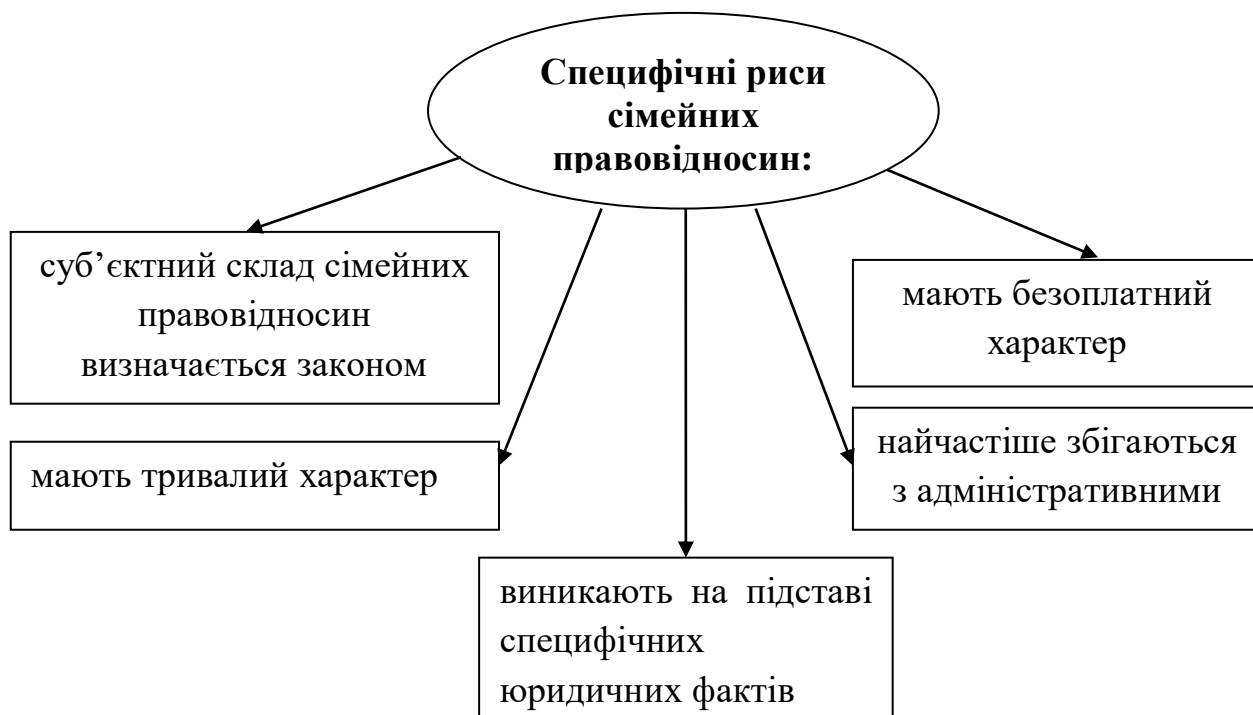 Специфічні риси
сімейних
правовідносин:
суб’єктний склад сімейних
правовідносин
визначається законом
мають безоплатний
характер
мають тривалий характер
найчастіше збігаються
з адміністративними
виникають на підставі
специфічних
юридичних фактів